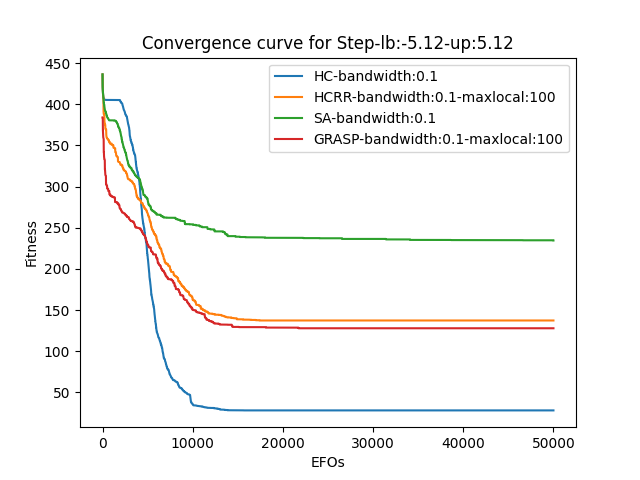 Convergence curve for Step-lb:-5.12-up:5.12
HC-bandwidth:0.1
HCRR-bandwidth:0.1-maxlocal:100
SA-bandwidth:0.1
GRASP-bandwidth:0.1-maxlocal:100
Fitness
450
400
350
300
250
200
150
100
50
0 10000 20000 30000 40000 50000
EFOs